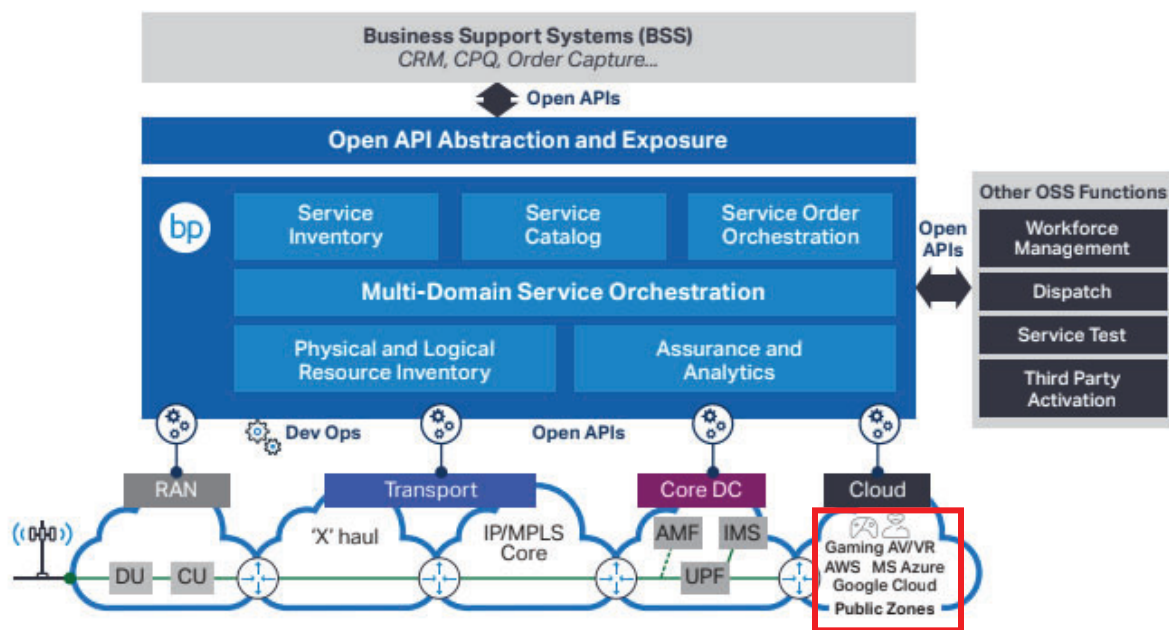 Business Support Systems (BSS)
CRM, CPQ, Order Capture...
Open APIs
Open API Abstraction and Exposure
bp
Service
Inventory
Service
Catalog
Service Order
Orchestration
Multi-Domain Service Orchestration
Physical and Logical
Resource Inventory
Assurance and
Analytics
Open
APIs
Other OSS Functions
Workforce
Management
Dispatch
Service Test
Third Party
Activation
Dev Ops
Open APIs
RAN
Transport
Core DC
Cloud
DU
CU
'X' haul
IP/MPLS
Core
AMF
IMS
UPF
Gaming AV/VR
AWS MS Azure
Google Cloud
Public Zones